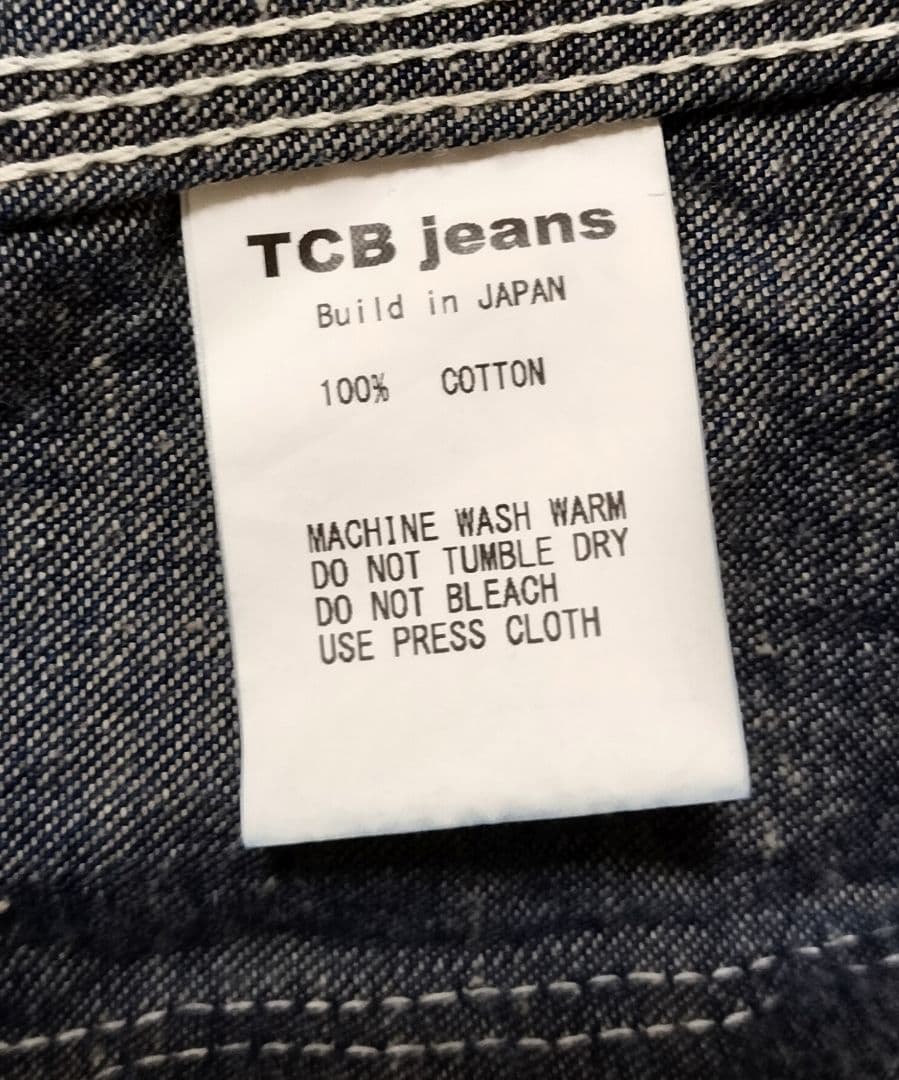 TCB jeans
Build in JAPAN
100% COTTON
MACHINE WASH WARM
DO NOT TUMBLE DRY
DO NOT BLEACH
USE PRESS CLOTH